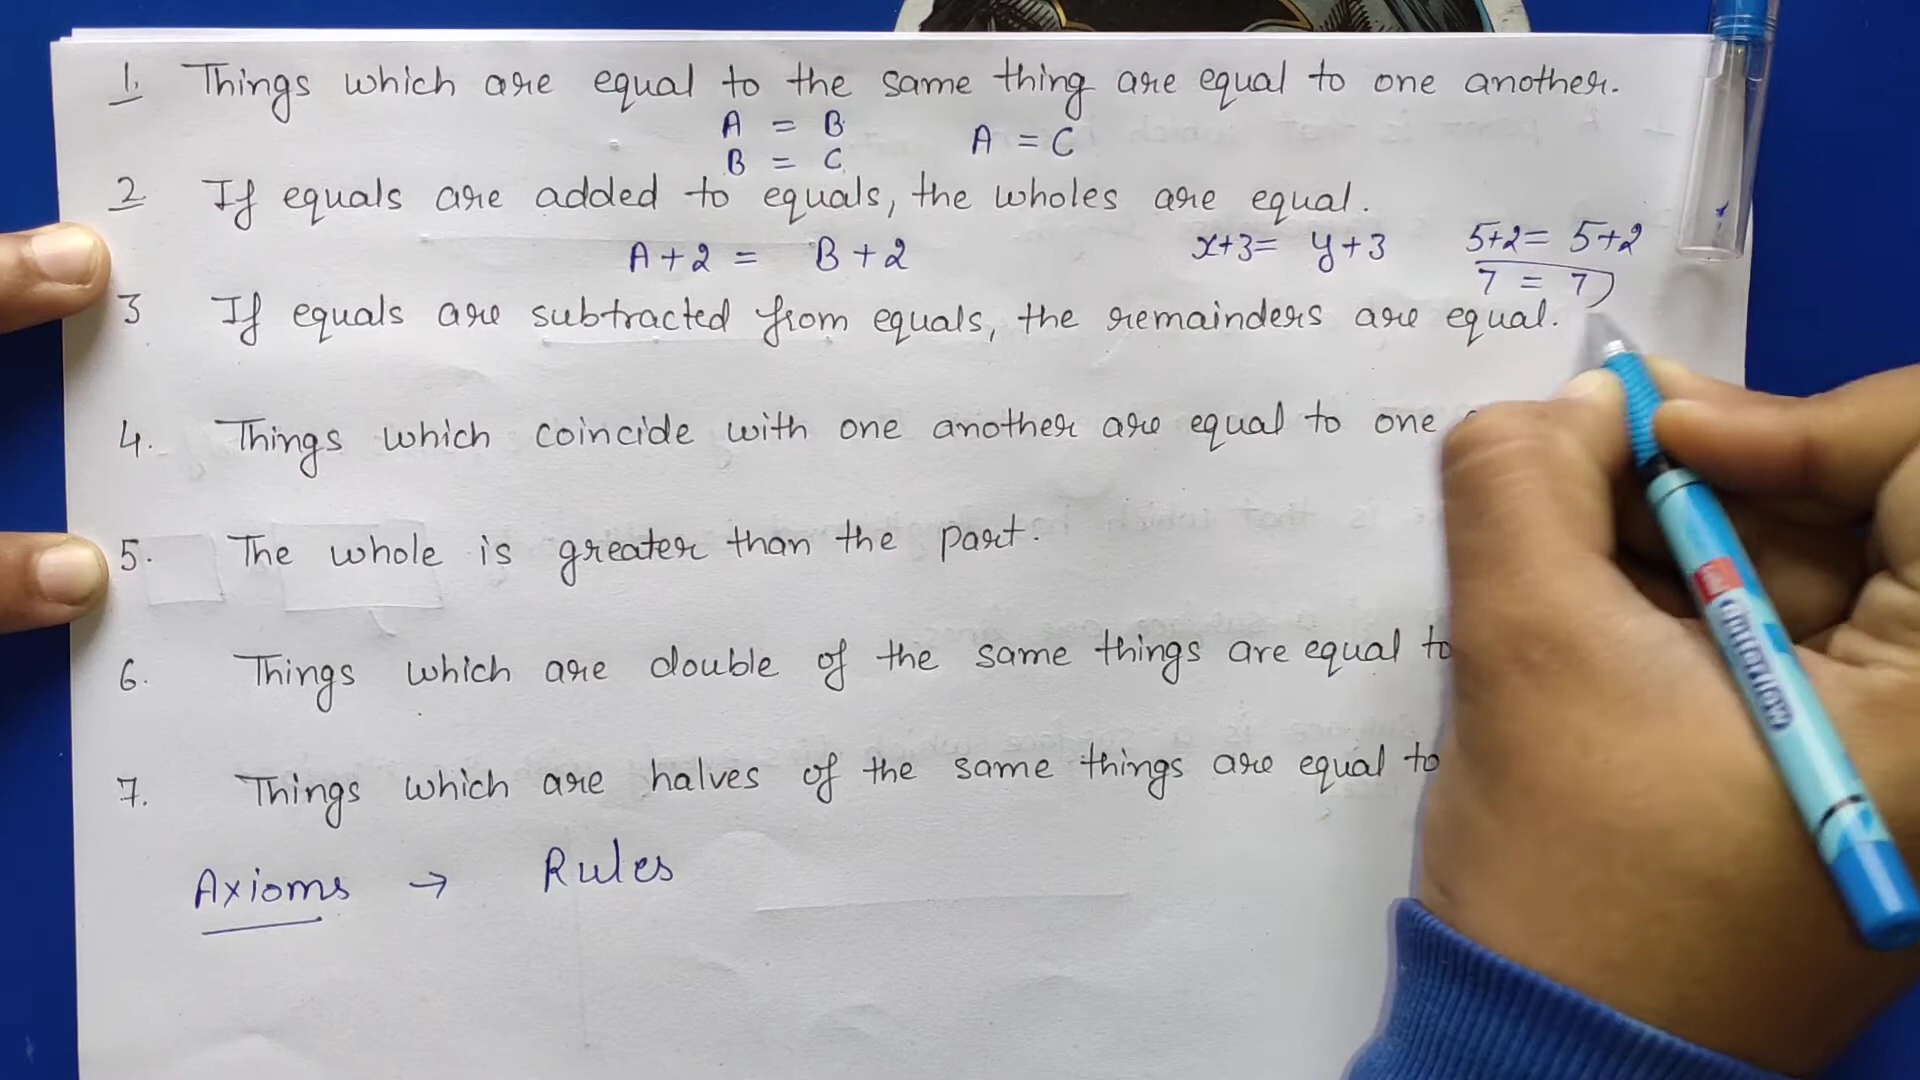 1. Things which are equal to the same thing are equal to one another.
A = B
B = C
A = C
2 If equals are added to equals, the wholes are equal.
A+2 = B+2
x+3= y+3
5+2= 5+2
7 = 7
3 If equals are subtracted from equals, the remainders are equal.
4. Things which coincide with one another are equal to one
5. The whole is greater than the part.
6. Things which are double of the same things are equal to
7. Things which are halves of the same things are equal to
Axioms → Rules